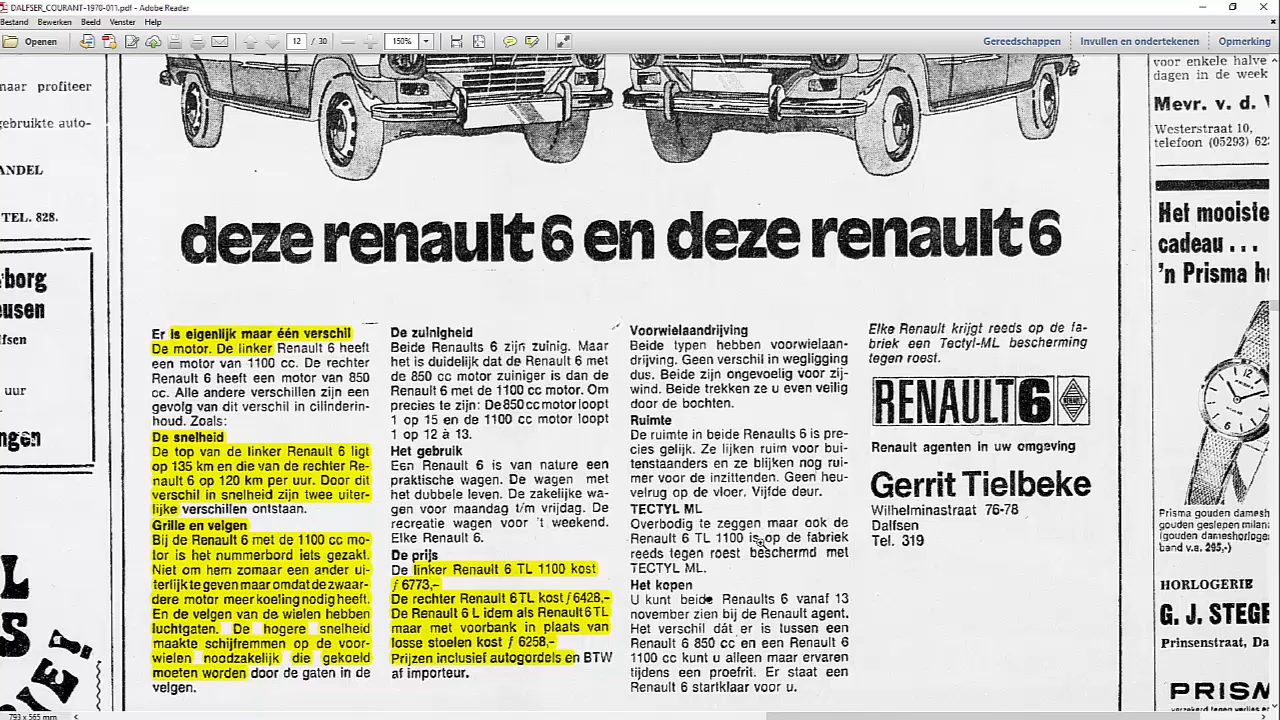 DALFSER_COURANT-1970-011.pdf - Adobe Reader
Bestand Bewerken Beeld Venster Help
Openen 12 / 30 150% Gereedschappen Invullen en ondertekenen Opmerking
naar profiteer
gebruikte auto-
ANDEL
TEL. 828.
borg
eusen
lfsen
uur
ngen
deze renault 6 en deze renault 6
Er is eigenlijk maar één verschil
De motor. De linker Renault 6 heeft
een motor van 1100 cc. De rechter
Renault 6 heeft een motor van 850
cc. Alle andere verschillen zijn een
gevolg van dit verschil in cilinderin-
houd. Zoals:
De snelheid
De top van de linker Renault 6 ligt
op 135 km en die van de rechter Re-
nault 6 op 120 km per uur. Door dit
verschil in snelheid zijn twee uiter-
lijke verschillen ontstaan.
Grille en velgen
Bij de Renault 6 met de 1100 cc mo-
tor is het nummerbord iets gezakt.
Niet om hem zomaar een ander ui-
terlijk te geven maar omdat de zwaar-
dere motor meer koeling nodig heeft.
En de velgen van de wielen hebben
luchtgaten. De hogere snelheid
maakte schijfremmen op de voor-
wielen noodzakelijk die gekoeld
moeten worden door de gaten in de
velgen.
De zuinigheid
Beide Renaults 6 zijn zuinig. Maar
het is duidelijk dat de Renault 6 met
de 850 cc motor zuiniger is dan de
Renault 6 met de 1100 cc motor. Om
precies te zijn: De 850 cc motor loopt
1 op 15 en de 1100 cc motor loopt
1 op 12 à 13.
Het gebruik
Een Renault 6 is van nature een
praktische wagen. De wagen met
het dubbele leven. De zakelijke wa-
gen voor maandag t/m vrijdag. De
recreatie wagen voor 't weekend.
Elke Renault 6.
De prijs
De linker Renault 6 TL 1100 kost
ƒ 6773,-
De rechter Renault 6 TL kost ƒ 6428,-
De Renault 6 L idem als Renault 6 TL
maar met voorbank in plaats van
losse stoelen kost ƒ 6258,-
Prijzen inclusief autogordels en BTW
af importeur.
Voorwielaandrijving
Beide typen hebben voorwielaan-
drijving. Geen verschil in wegligging
dus. Beide zijn ongevoelig voor zij-
wind. Beide trekken ze u even veilig
door de bochten.
Ruimte
De ruimte in beide Renaults 6 is pre-
cies gelijk. Ze lijken ruim voor bui-
tenstaanders en ze blijken nog rui-
mer voor de inzittenden. Geen heu-
velrug op de vloer. Vijfde deur.
TECTYL ML
Overbodig te zeggen maar ook de
Renault 6 TL 1100 is op de fabriek
reeds tegen roest beschermd met
TECTYL ML.
Het kopen
U kunt beide Renaults 6 vanaf 13
november zien bij de Renault agent.
Het verschil dát er is tussen een
Renault 6 850 cc en een Renault 6
1100 cc kunt u alleen maar ervaren
tijdens een proefrit. Er staat een
Renault 6 startklaar voor u.
Elke Renault krijgt reeds op de fa-
briek een Tectyl-ML bescherming
tegen roest.
RENAULT 6
Renault agenten in uw omgeving
Gerrit Tielbeke
Wilhelminastraat 76-78
Dalfsen
Tel. 319
voor enkele halve
dagen in de week
Mevr. v. d.
Westerstraat 10,
telefoon (05293) 62
Het mooiste
cadeau . . .
'n Prisma h
Prisma gouden damesh
gouden geslepen milan
(gouden dameshorloge
band v.a. 295,-)
HORLOGERIE
G. J. STEGE
Prinsenstraat, Da
PRISM
793 x 565 mm